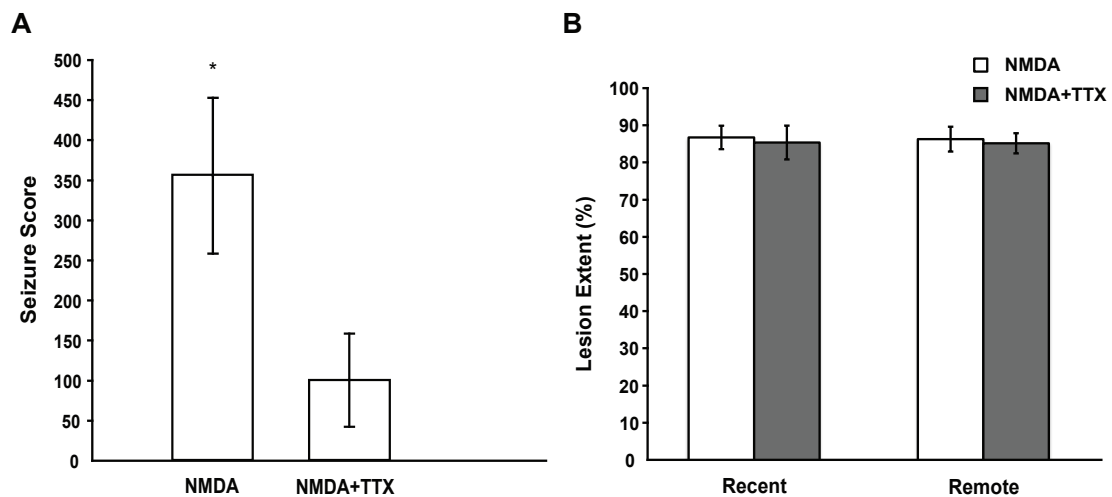 A
Seizure Score
500
450
400
350
300
250
200
150
100
50
0
*
NMDA
NMDA+TTX
B
NMDA
NMDA+TTX
Lesion Extent (%)
100
90
80
70
60
50
40
30
20
10
0
Recent
Remote